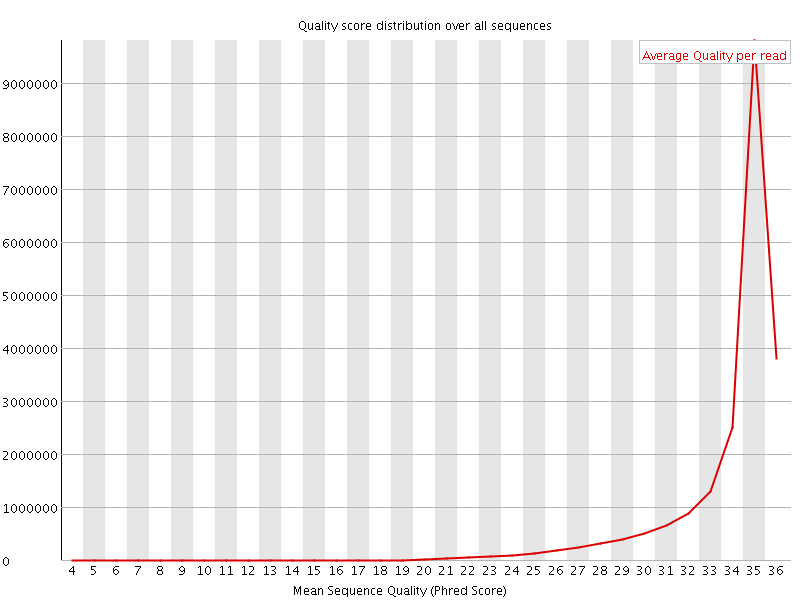 Quality score distribution over all sequences
Average Quality per read
9000000
8000000
7000000
6000000
5000000
4000000
3000000
2000000
1000000
0
4 5 6 7 8 9 10 11 12 13 14 15 16 17 18 19 20 21 22 23 24 25 26 27 28 29 30 31 32 33 34 35 36
Mean Sequence Quality (Phred Score)